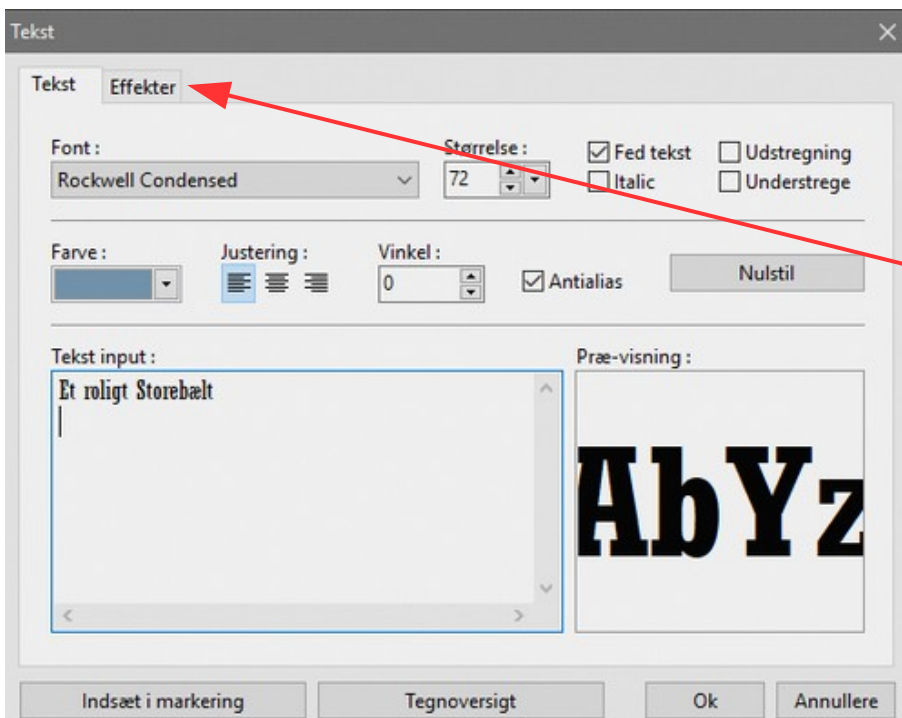 Tekst
Tekst Effekter
Font : Størrelse :
Rockwell Condensed 72 Fed tekst Udstregning
Italic Understrege
Farve : Justering : Vinkel :
0 Antialias Nulstil
Tekst input : Præ-visning :
Et roligt Storebælt
AbYz
Indsæt i markering Tegnoversigt Ok Annullere